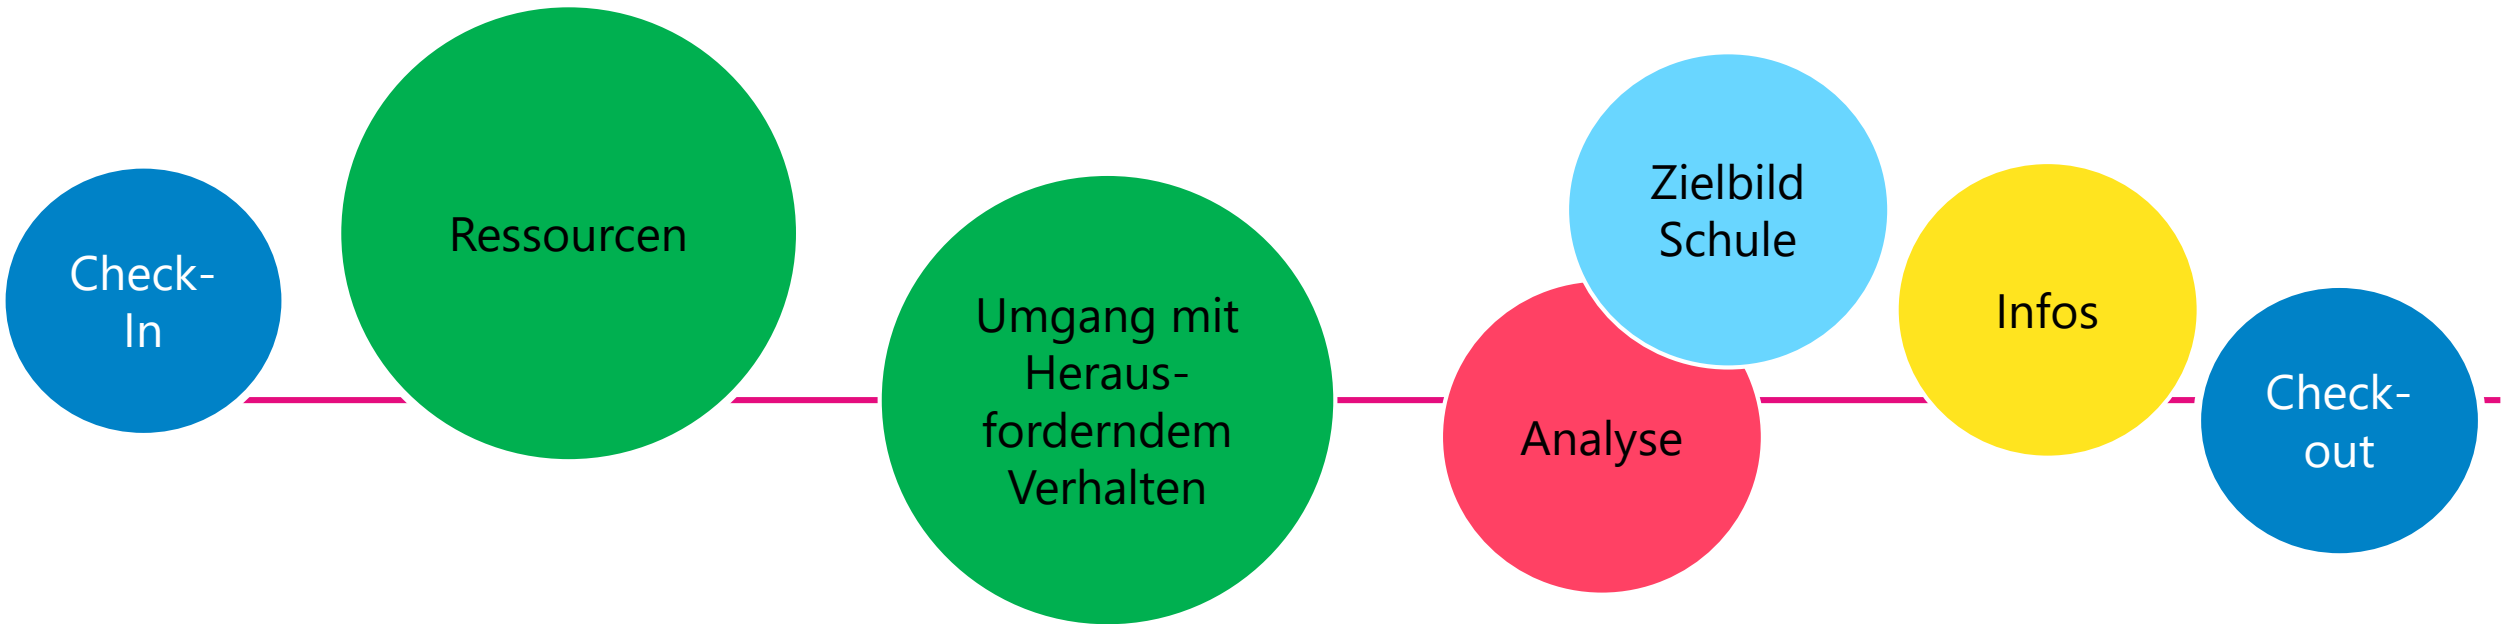 Check-
In
Ressourcen
Umgang mit
Heraus-
forderndem
Verhalten
Analyse
Zielbild
Schule
Infos
Check-
out